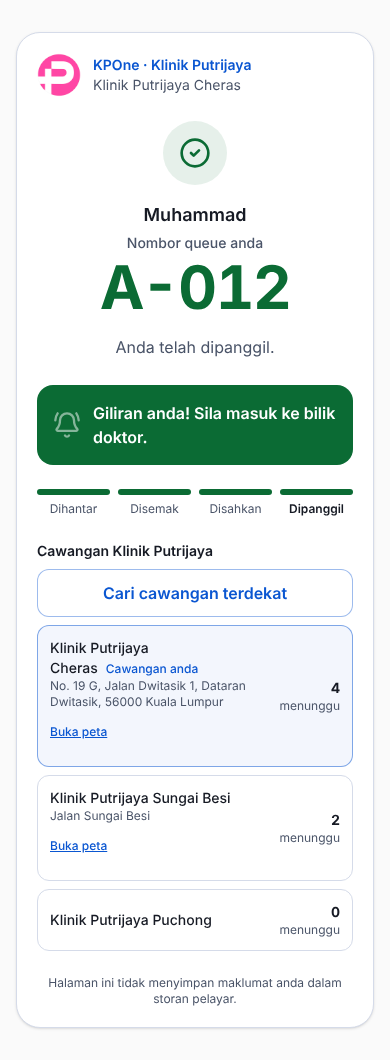 KPOne · Klinik Putrijaya
Klinik Putrijaya Cheras
Muhammad
Nombor queue anda
A-012
Anda telah dipanggil.
Giliran anda! Sila masuk ke bilik
doktor.
Dihantar
Disemak
Disahkan
Dipanggil
Cawangan Klinik Putrijaya
Cari cawangan terdekat
Klinik Putrijaya
Cheras Cawangan anda
No. 19 G, Jalan Dwitasik 1, Dataran
Dwitasik, 56000 Kuala Lumpur
Buka peta
4
menunggu
Klinik Putrijaya Sungai Besi
Jalan Sungai Besi
Buka peta
2
menunggu
Klinik Putrijaya Puchong
0
menunggu
Halaman ini tidak menyimpan maklumat anda dalam
storan pelayar.